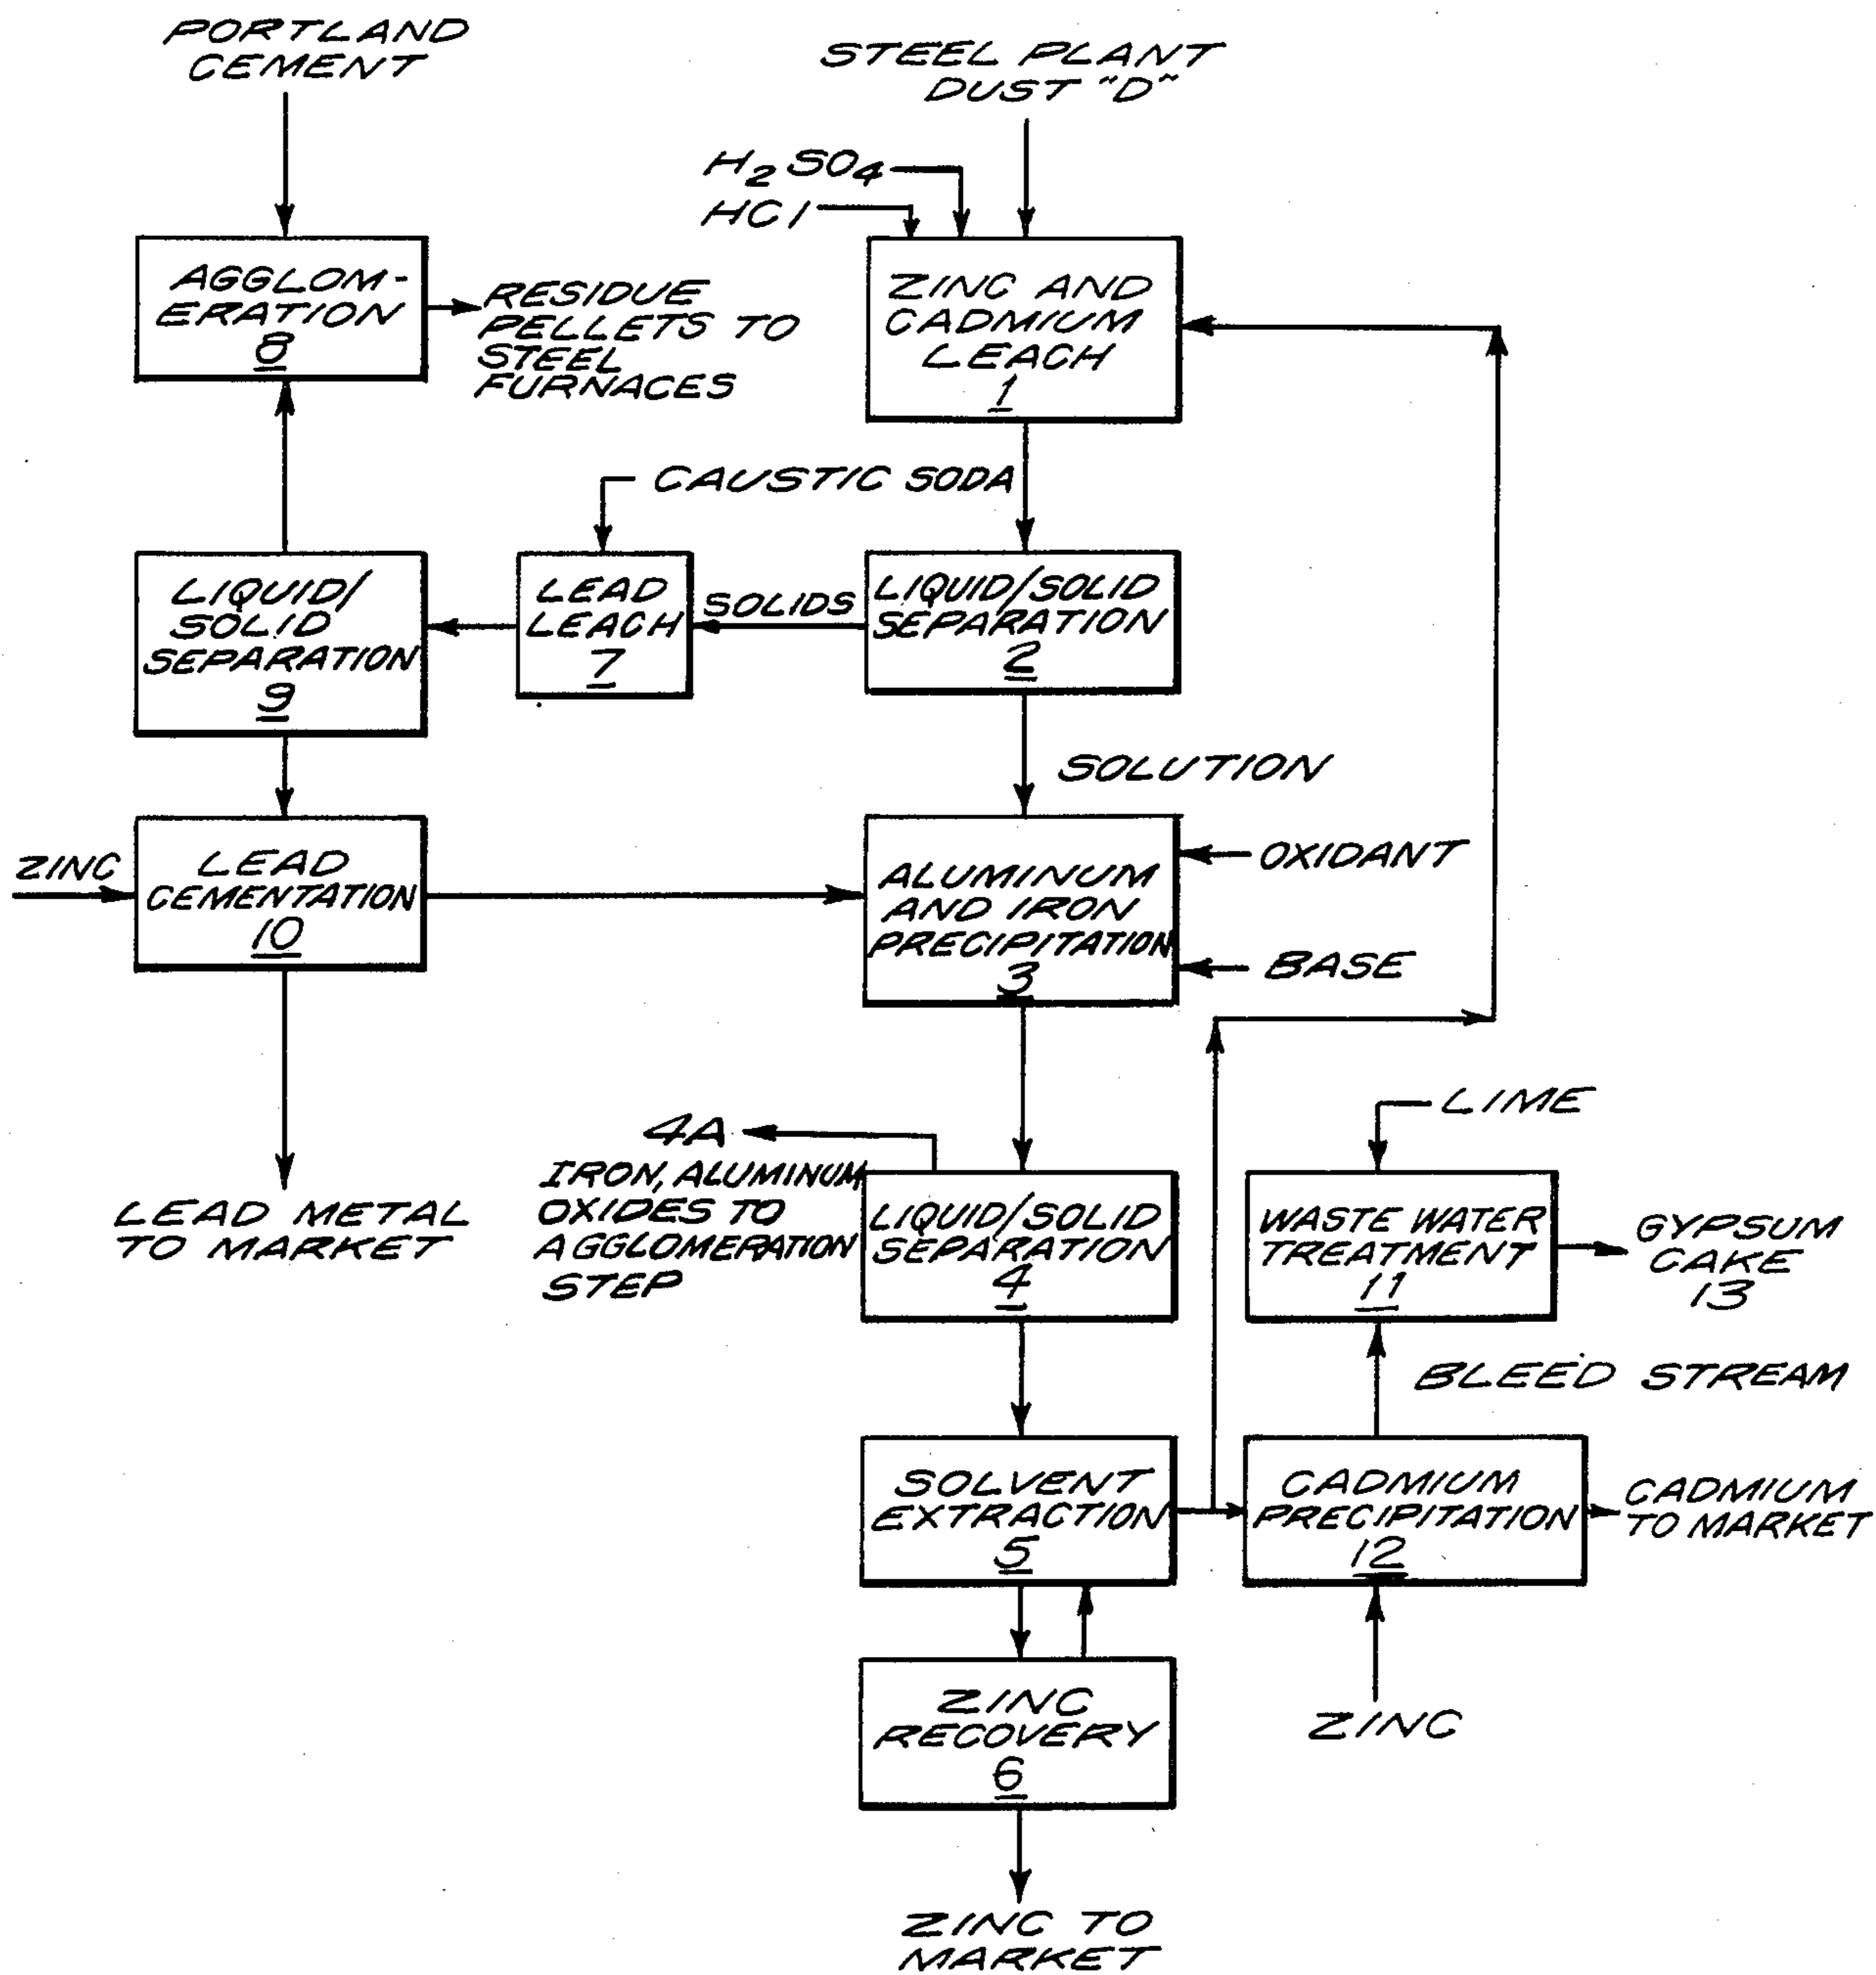 PORTLAND
CEMENT
STEEL PLANT
DUST "D"
H2SO4
HCl
AGGLOM-
ERATION
8
RESIDUE
PELLETS TO
STEEL
FURNACES
ZINC AND
CADMIUM
LEACH
1
CAUSTIC SODA
LIQUID/
SOLID
SEPARATION
9
LEAD
LEACH
7
SOLIDS
LIQUID/SOLID
SEPARATION
2
SOLUTION
ZINC
LEAD
CEMENTATION
10
ALUMINUM
AND IRON
PRECIPITATION
3
OXIDANT
BASE
LEAD METAL
TO MARKET
4A
IRON, ALUMINUM
OXIDES TO
AGGLOMERATION
STEP
LIQUID/SOLID
SEPARATION
4
LIME
WASTE WATER
TREATMENT
11
GYPSUM
CAKE
13
BLEED STREAM
SOLVENT
EXTRACTION
5
CADMIUM
PRECIPITATION
12
CADMIUM
TO MARKET
ZINC
RECOVERY
6
ZINC
ZINC TO
MARKET